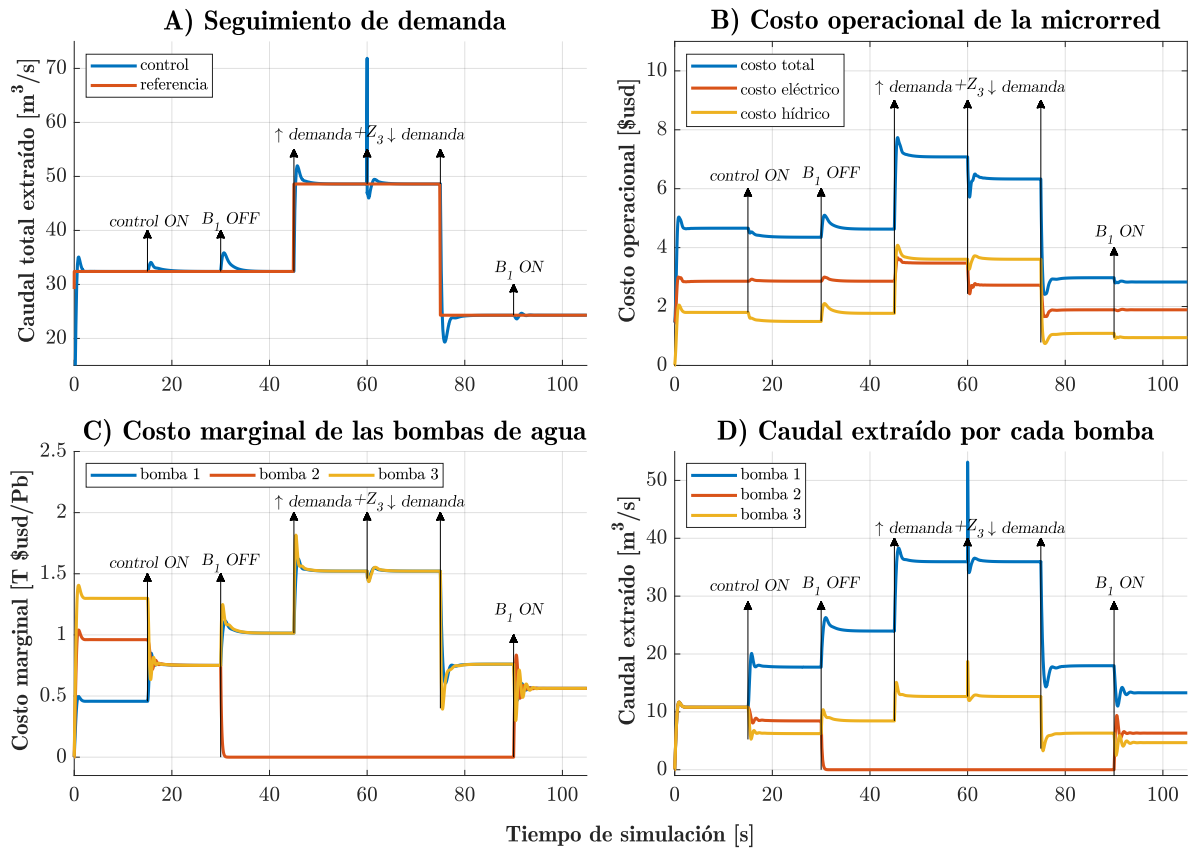 A) Seguimiento de demanda
Caudal total extraído [m³/s]
control
referencia
control ON
B₁ OFF
↑ demanda
+Z₃
↓ demanda
B₁ ON
70
60
50
40
30
20
0
20
40
60
80
100
B) Costo operacional de la microrred
Costo operacional [$usd]
costo total
costo eléctrico
costo hídrico
control ON
B₁ OFF
↑ demanda
+Z₃
↓ demanda
B₁ ON
10
8
6
4
2
0
0
20
40
60
80
100
C) Costo marginal de las bombas de agua
Costo marginal [T $usd/Pb]
bomba 1
bomba 2
bomba 3
control ON
B₁ OFF
↑ demanda
+Z₃
↓ demanda
B₁ ON
2.5
2
1.5
1
0.5
0
0
20
40
60
80
100
D) Caudal extraído por cada bomba
Caudal extraído [m³/s]
bomba 1
bomba 2
bomba 3
control ON
B₁ OFF
↑ demanda
+Z₃
↓ demanda
B₁ ON
50
40
30
20
10
0
0
20
40
60
80
100
Tiempo de simulación [s]